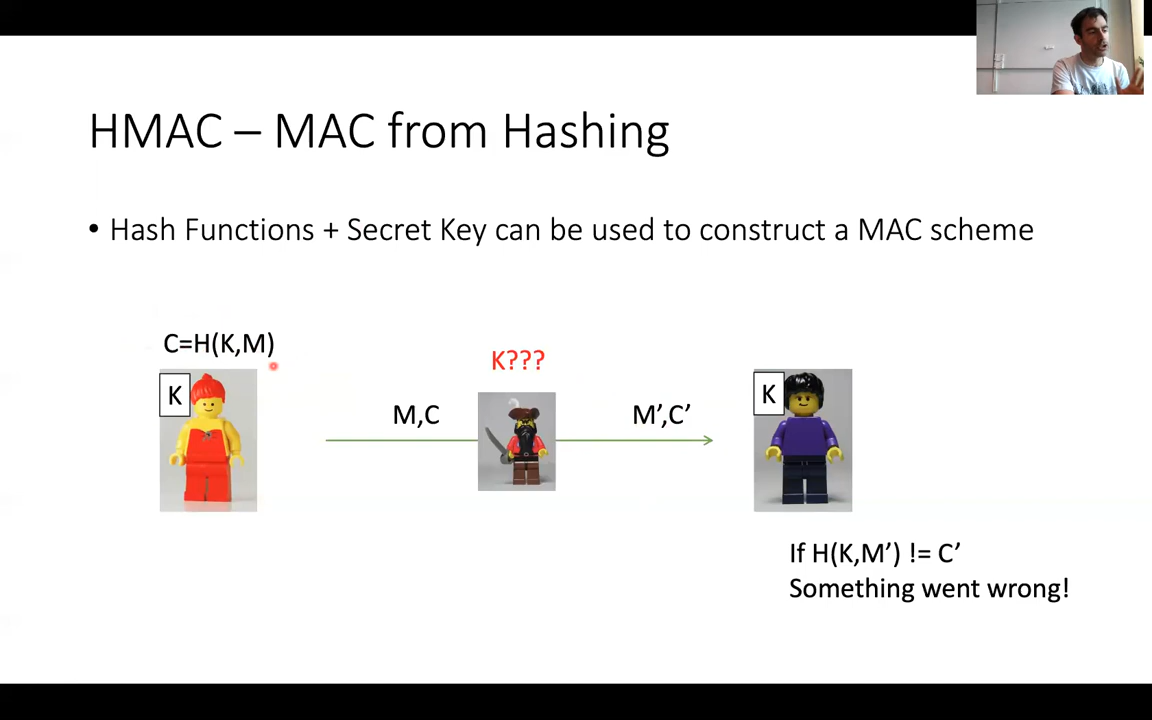 HMAC – MAC from Hashing
• Hash Functions + Secret Key can be used to construct a MAC scheme
C=H(K,M)
K???
K
K
M,C
M',C'
If H(K,M') != C'
Something went wrong!